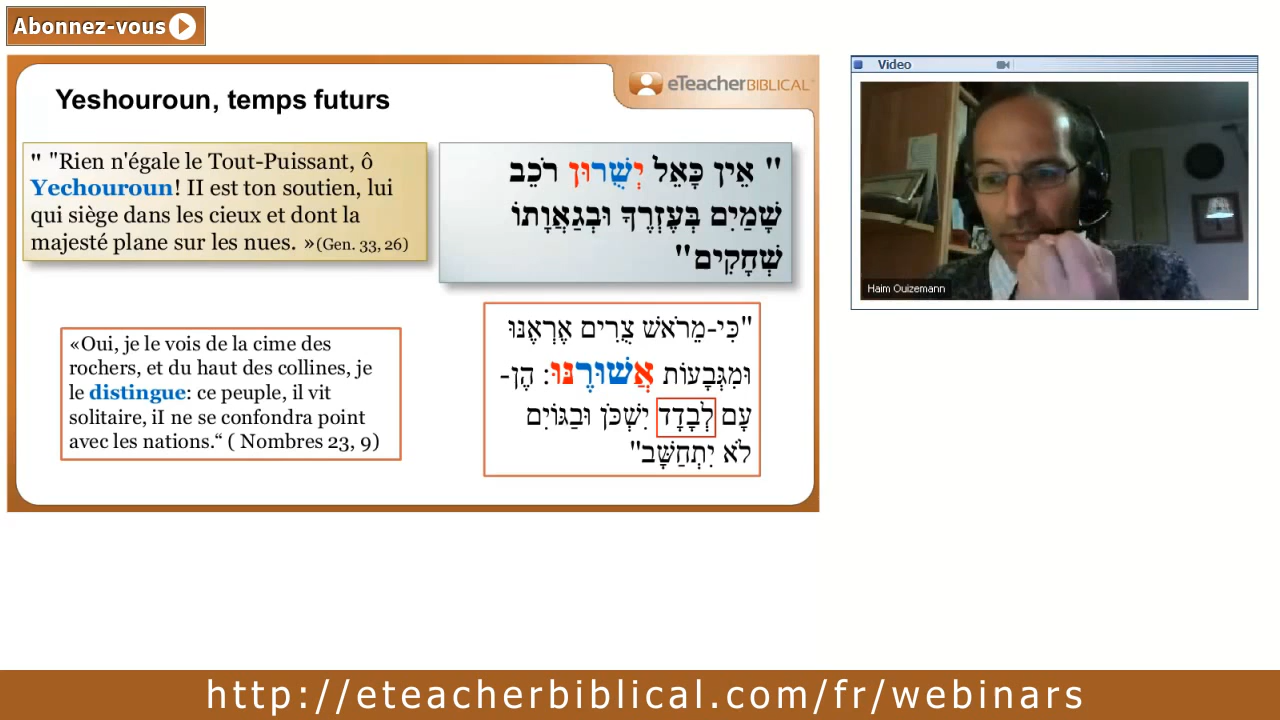 Abonnez-vous
Yeshouroun, temps futurs
eTeacherBIBLICAL
" "Rien n'égale le Tout-Puissant, ô
Yechouroun! II est ton soutien, lui
qui siège dans les cieux et dont la
majesté plane sur les nues. »(Gen. 33, 26)
" אֵין כָּאֵל יְשֻׁרוּן רֹכֵב
שָׁמַיִם בְּעֶזְרֶךָ וּבְגַאֲוָתוֹ
שְׁחָקִים"
«Oui, je le vois de la cime des
rochers, et du haut des collines, je
le distingue: ce peuple, il vit
solitaire, iI ne se confondra point
avec les nations.“ ( Nombres 23, 9)
"כִּי-מֵרֹאשׁ צֻרִים אֶרְאֶנּוּ
וּמִגְּבָעוֹת אֲשׁוּרֶנּוּ: הֶן-
עָם לְבָדָד יִשְׁכֹּן וּבַגּוֹיִם
לֹא יִתְחַשָּׁב"
Video
Haim Ouizemann
http://eteacherbiblical.com/fr/webinars